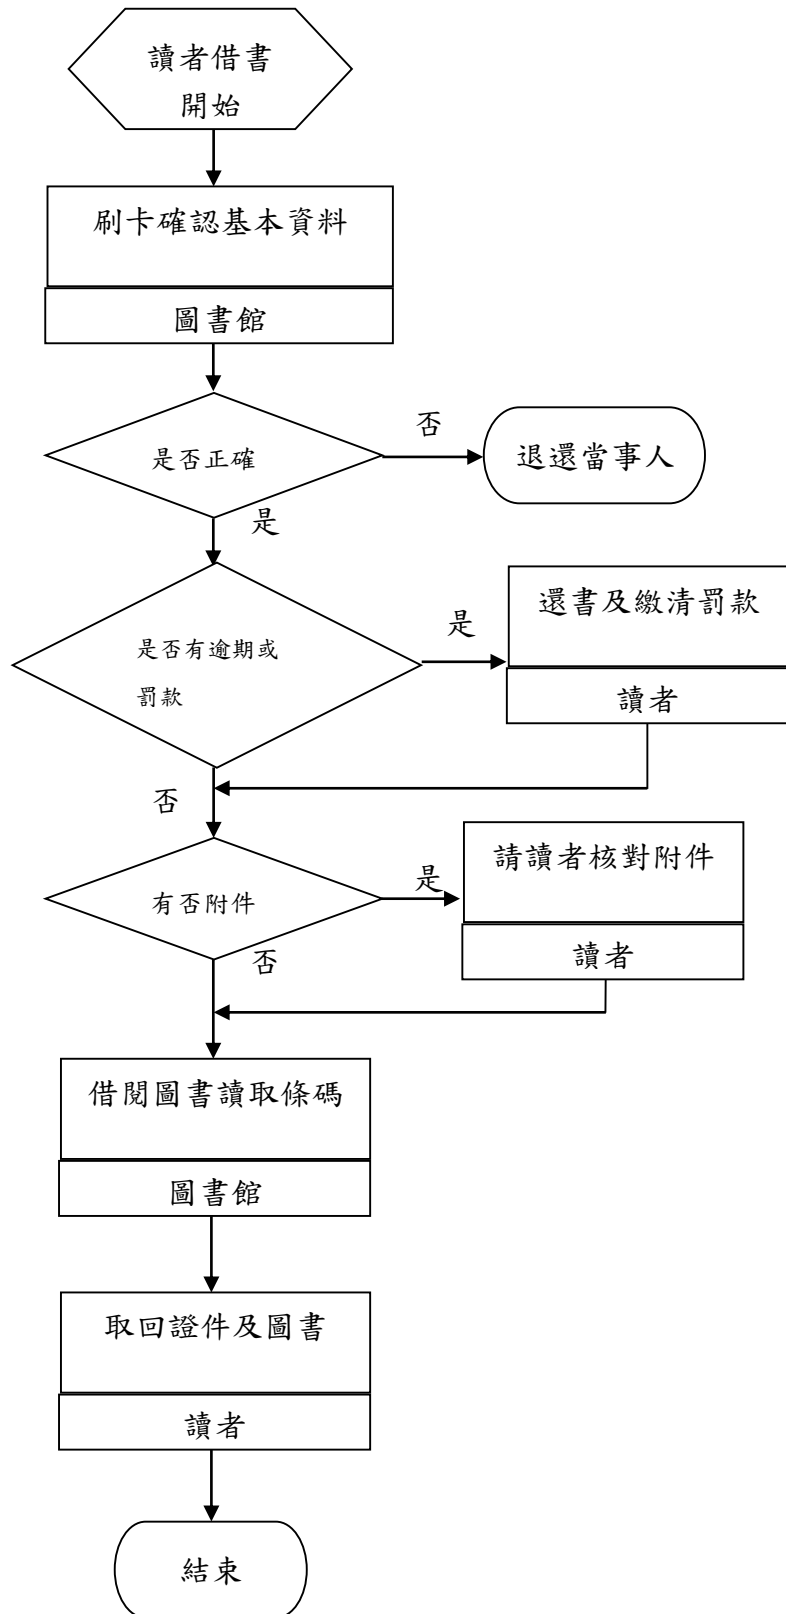 讀者借書
開始
刷卡確認基本資料
圖書館
是否正確
否
退還當事人
是
是否有逾期或
罰款
是
還書及繳清罰款
讀者
否
有否附件
是
請讀者核對附件
讀者
否
借閱圖書讀取條碼
圖書館
取回證件及圖書
讀者
結束